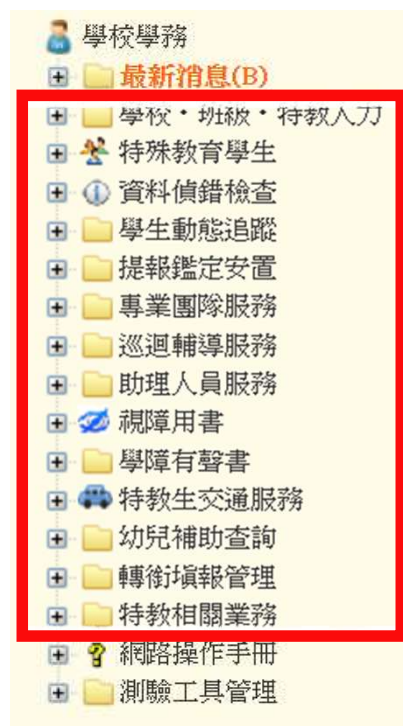 學校學務
最新消息(B)
學校‧班級‧特教人力
特殊教育學生
資料偵錯檢查
學生動態追蹤
提報鑑定安置
專業團隊服務
巡迴輔導服務
助理人員服務
視障用書
學障有聲書
特教生交通服務
幼兒補助查詢
轉銜填報管理
特教相關業務
網路操作手冊
測驗工具管理